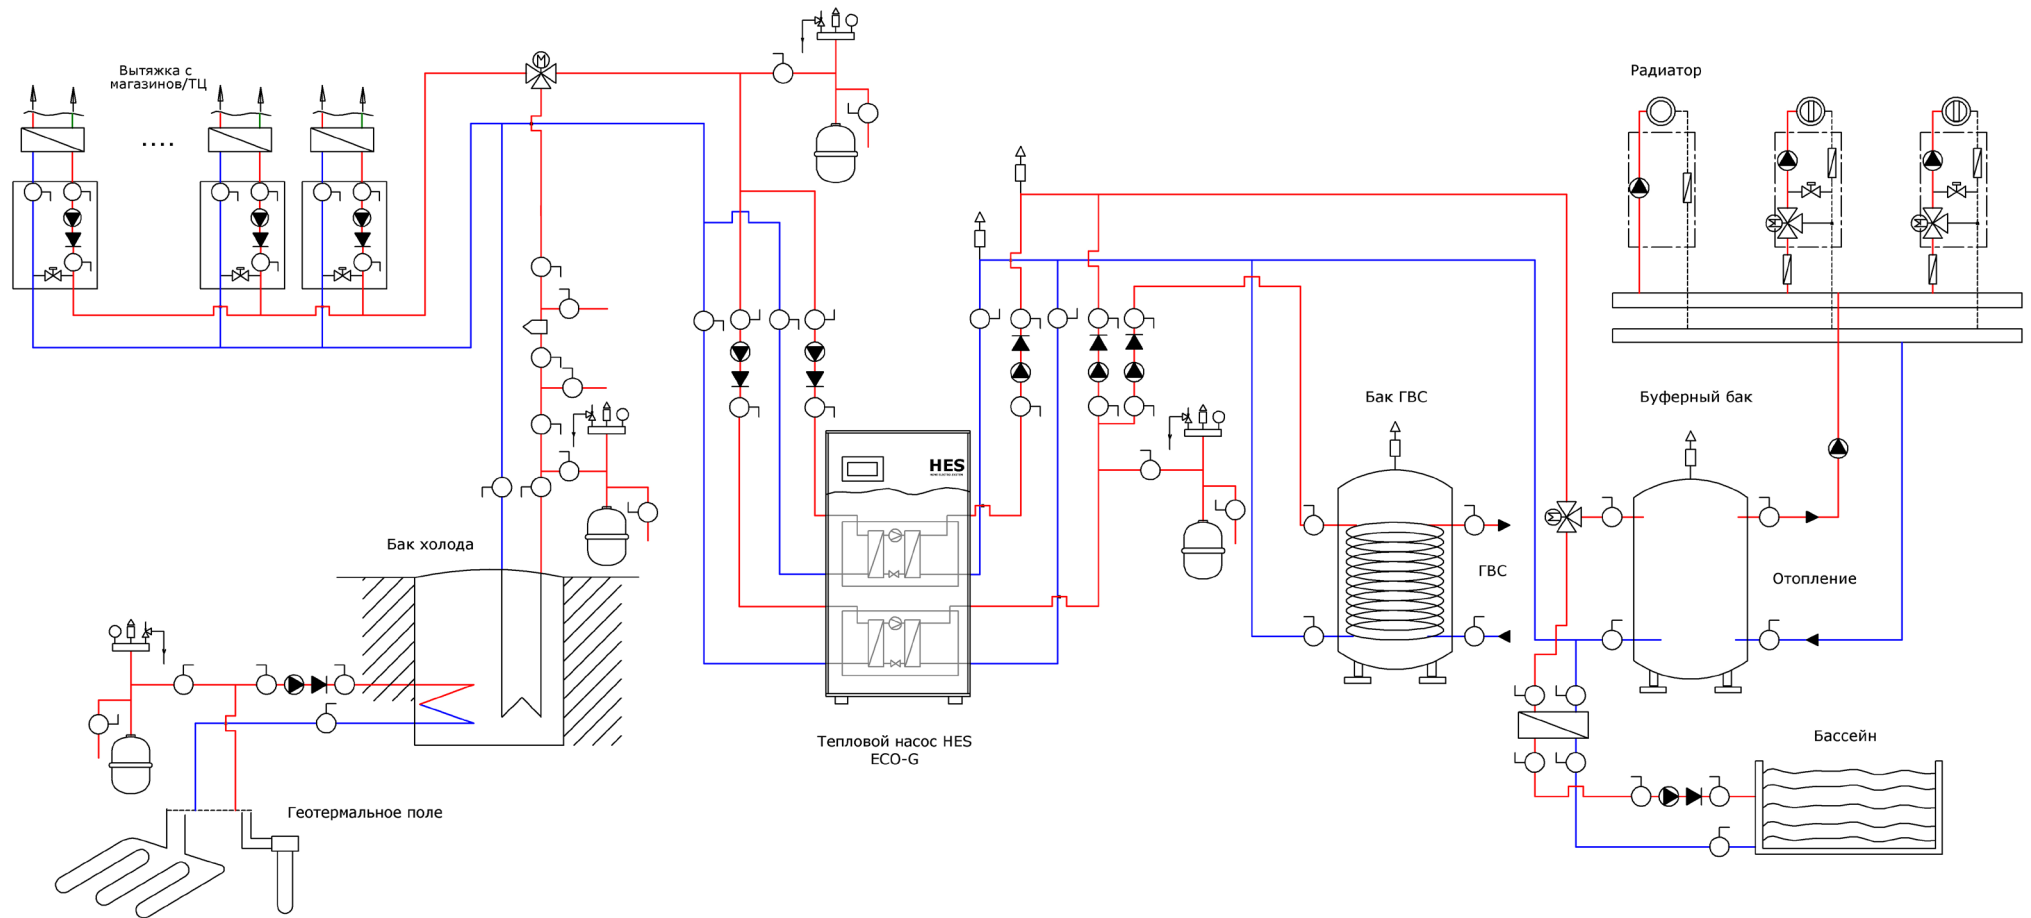 Вытяжка с
магазинов/ТЦ
....
M
Радиатор
M
M
HES
Бак ГВС
Буферный бак
M
ГВС
Отопление
Бак холода
Тепловой насос HES
ECO-G
Бассейн
Геотермальное поле